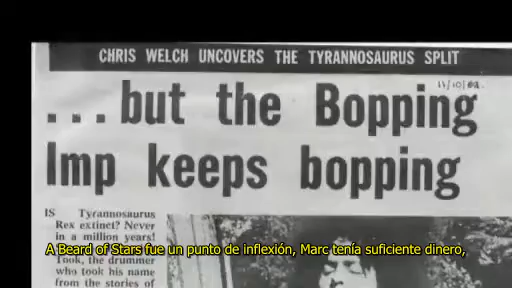 CHRIS WELCH UNCOVERS THE TYRANNOSAURUS SPLIT
...but the Bopping
Imp keeps bopping
IS Tyrannosaurus
Rex extinct? Never
in a million years!
A Beard of Stars fue un punto de inflexión, Marc tenía suficiente dinero,
Took, the drummer
who took his name
from the stories of